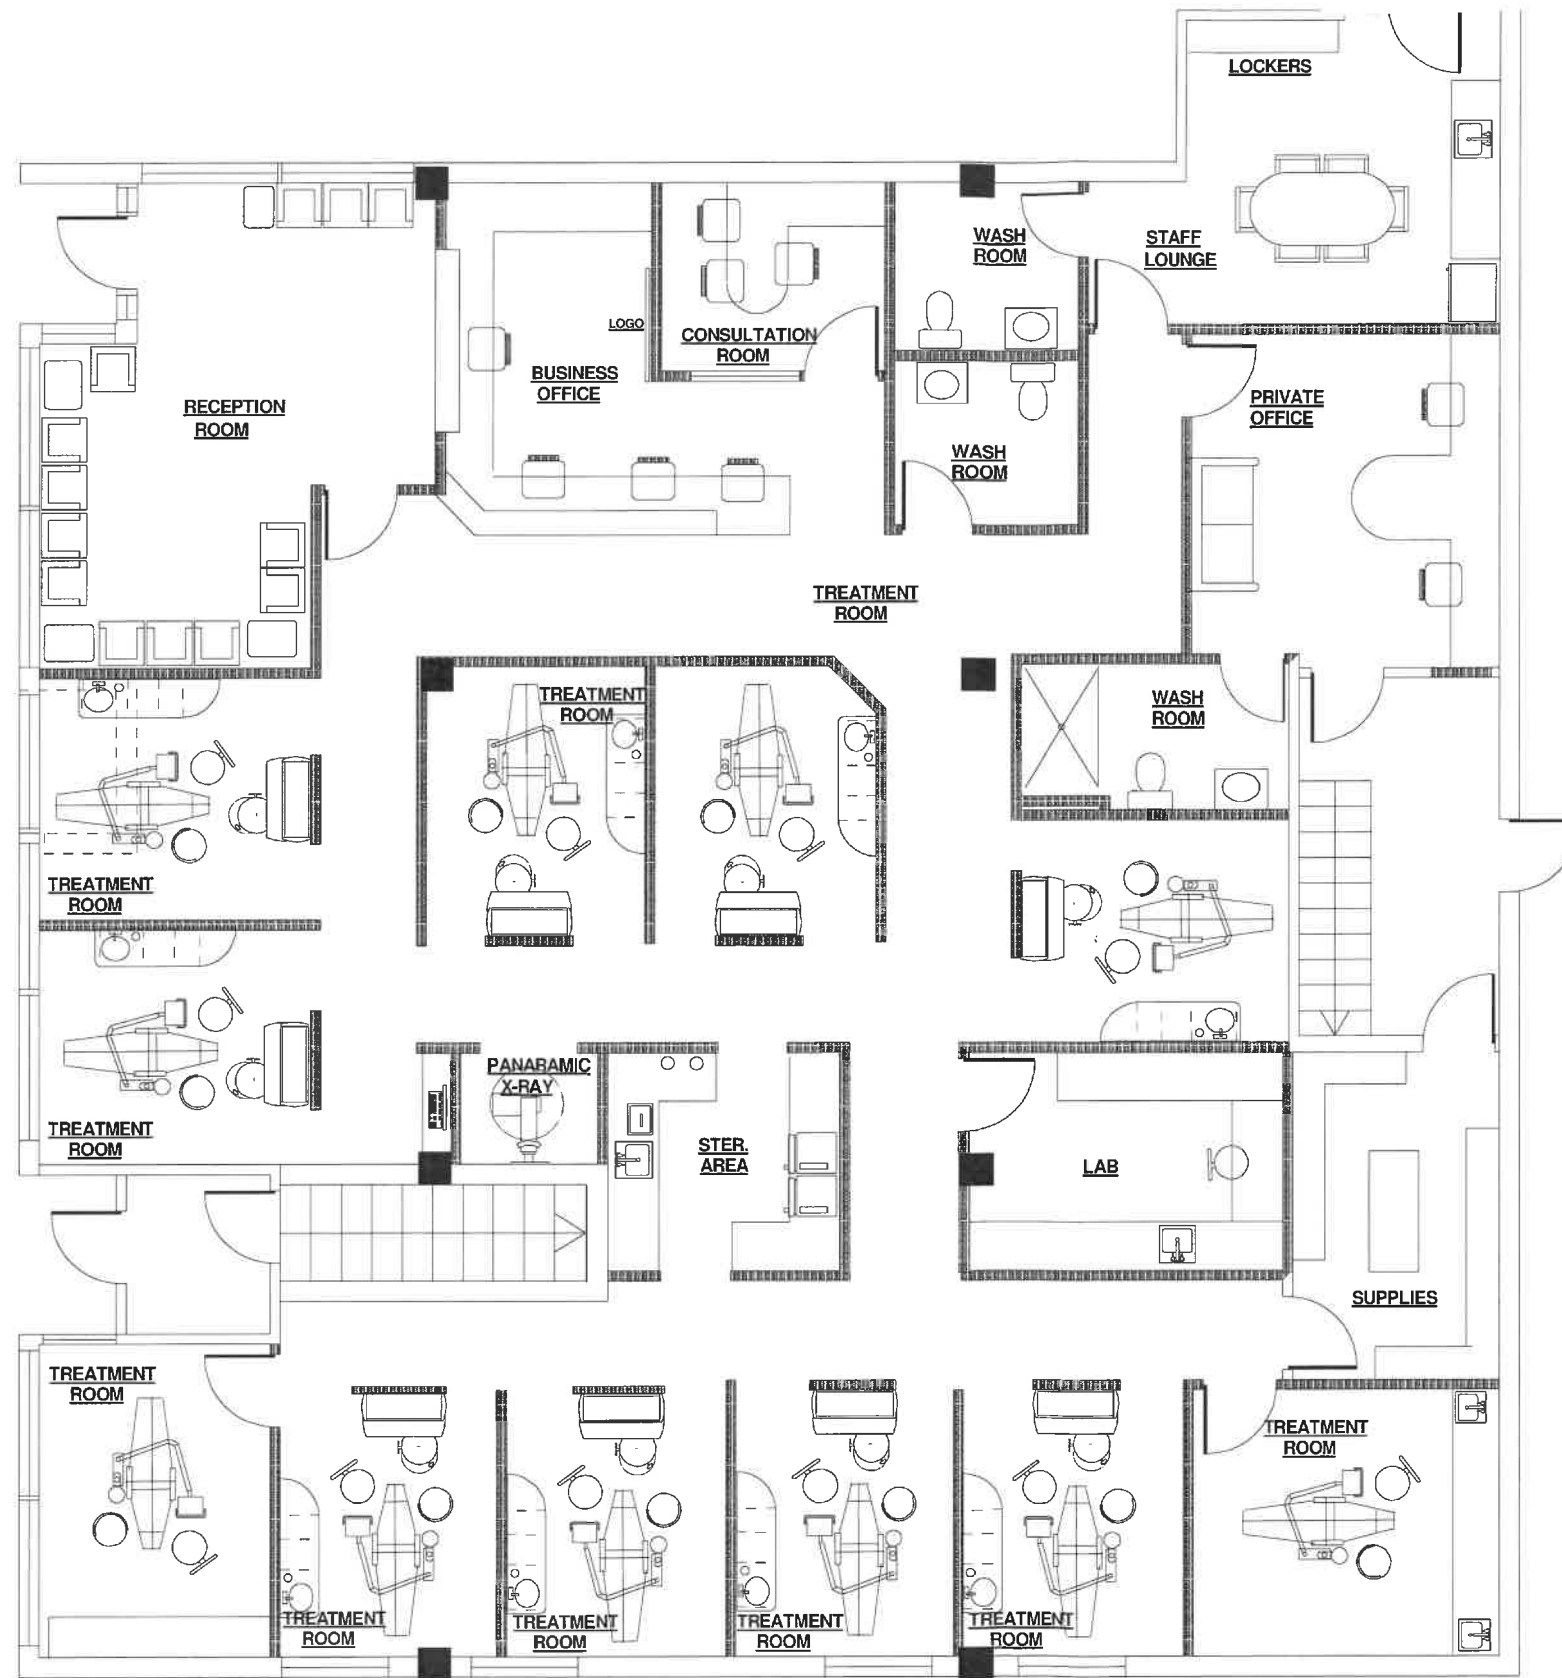 LOCKERS
WASH
ROOM
STAFF
LOUNGE
LOGO
CONSULTATION
ROOM
BUSINESS
OFFICE
RECEPTION
ROOM
PRIVATE
OFFICE
WASH
ROOM
TREATMENT
ROOM
TREATMENT
ROOM
WASH
ROOM
TREATMENT
ROOM
PANARAMIC
X-RAY
TREATMENT
ROOM
STER.
AREA
LAB
SUPPLIES
TREATMENT
ROOM
TREATMENT
ROOM
TREATMENT
ROOM
TREATMENT
ROOM
TREATMENT
ROOM
TREATMENT
ROOM